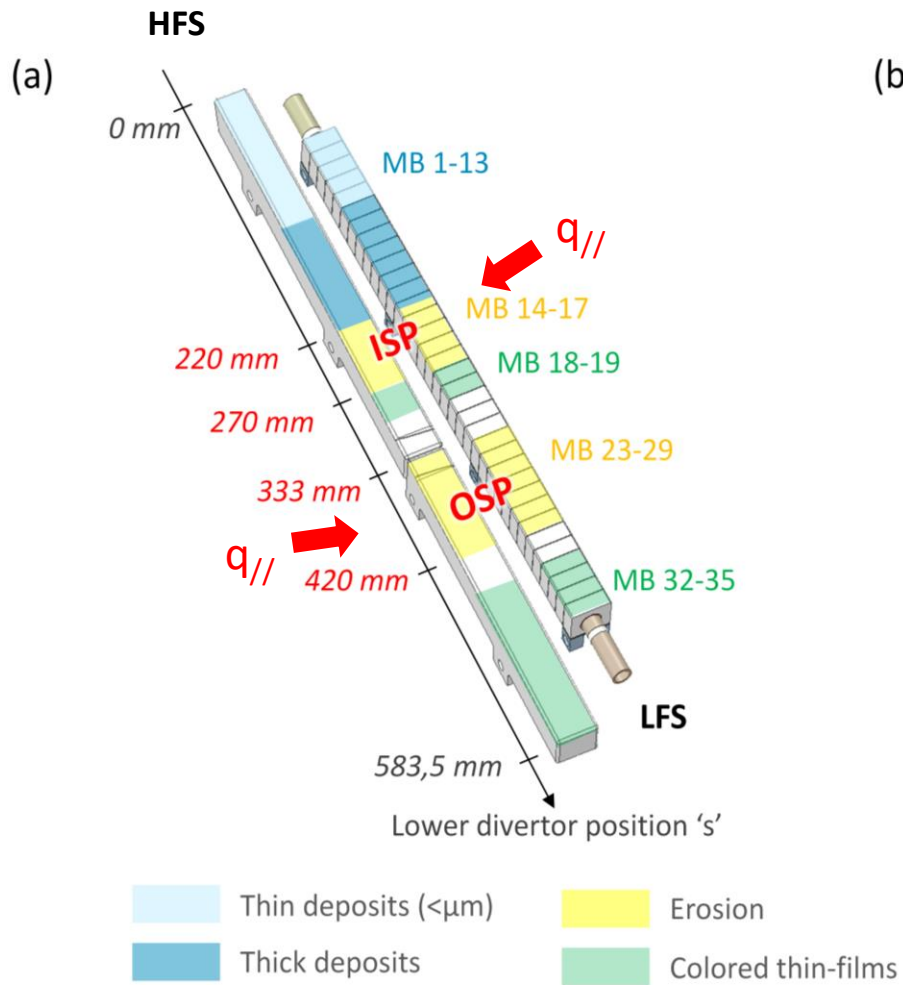 HFS
(a)
(b
0 mm
MB 1-13
q//
MB 14-17
ISP
220 mm
MB 18-19
270 mm
MB 23-29
333 mm
OSP
q//
420 mm
MB 32-35
LFS
583,5 mm
Lower divertor position ‘s’
Thin deposits (<μm)
Erosion
Thick deposits
Colored thin-films